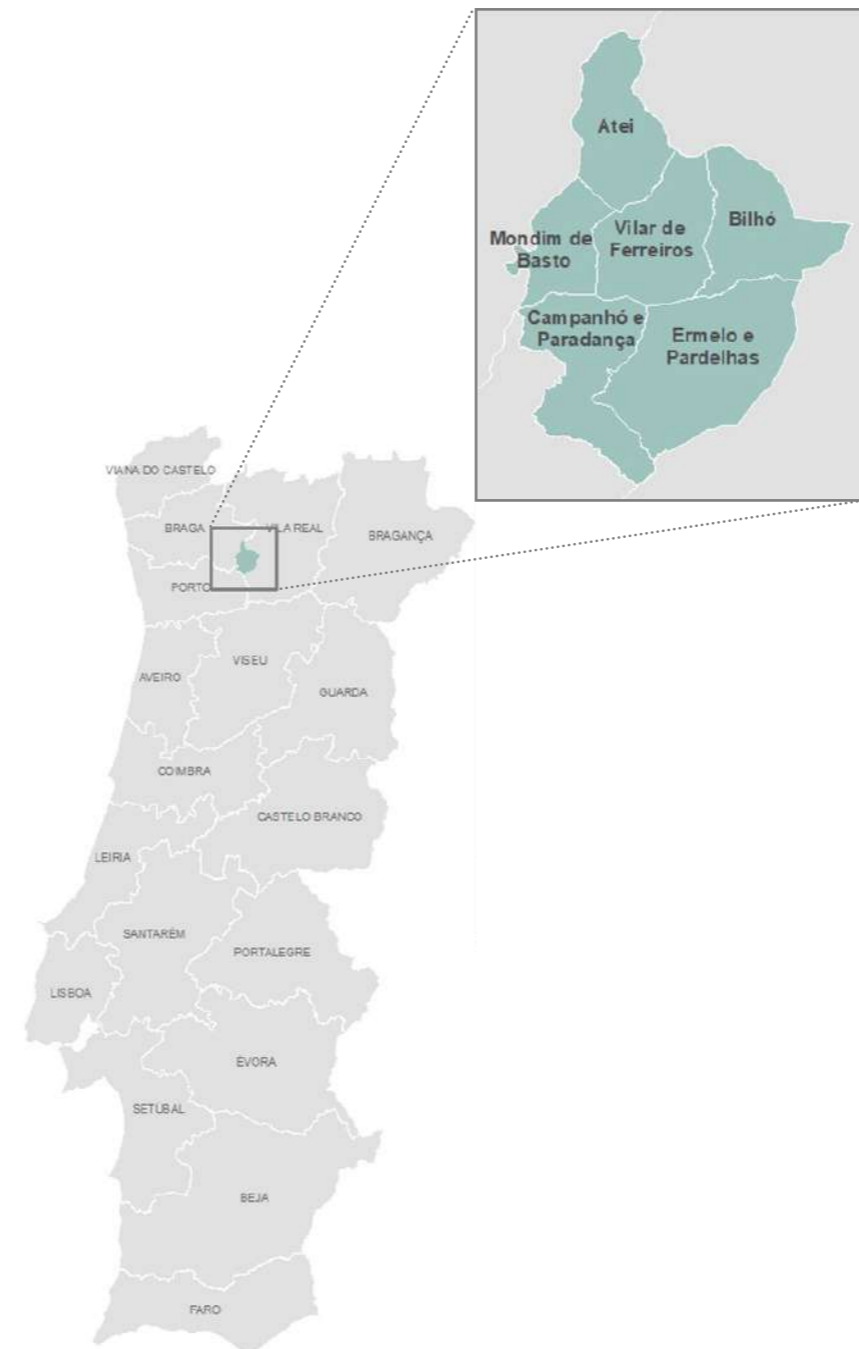 Atei
Bilhó
Vilar de
Ferreiros
Mondim de
Basto
Campanhó e
Paradança
Ermelo e
Pardelhas
VIANA DO CASTELO
BRAGA
VILA REAL
BRAGANÇA
PORTO
AVEIRO
VISEU
GUARDA
COIMBRA
CASTELO BRANCO
LEIRIA
SANTARÉM
PORTALEGRE
LISBOA
ÉVORA
SETÚBAL
BEJA
FARO